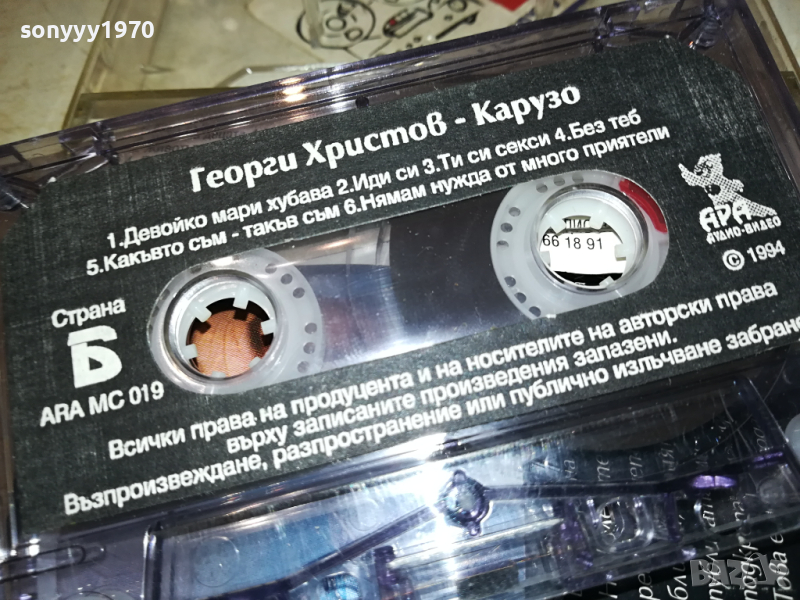 sonyyy1970
Георги Христов - Карузо
1.Девойко мари хубава 2.Иди си 3.Ти си секси 4.Без теб
5.Какъвто съм - такъв съм 6.Нямам нужда от много приятели
АРА
АУДИО-ВИДЕО
© 1994
66 18 91
Страна
Б
ARA MC 019
Всички права на продуцента и на носителите на авторски права
върху записаните произведения запазени.
Възпроизвеждане, разпространение или публично излъчване забране
Това е